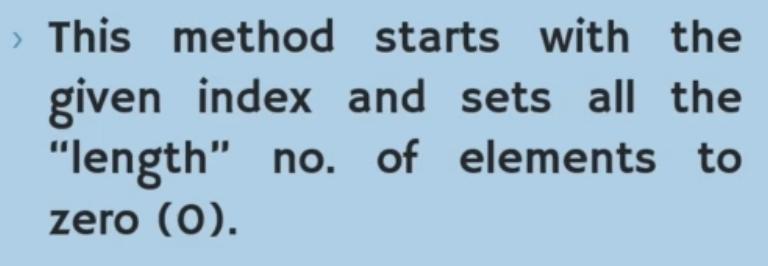 › This method starts with the
given index and sets all the
“length” no. of elements to
zero (0).